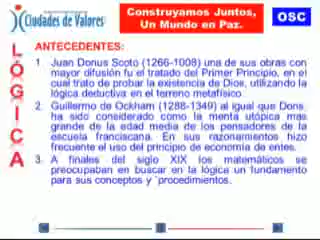 Ciudades de Valores
Construyamos Juntos,
Un Mundo en Paz.
OSC
LÓGICA
ANTECEDENTES:
1. Juan Donus Scoto (1266-1008) una de sus obras con
mayor difusión fu el tratado del Primer Principio, en el
cual trato de probar la existencia de Dios, utilizando la
lógica deductiva en el terreno metafísico.
2. Guillermo de Ockham (1288-1349) al igual que Dons
ha sido considerado como la menta utópica mas
grande de la edad media de los pensadores de la
escuela franciscana. En sus razonamientos hizo
frecuente el uso del principio de economía de entes.
3. A finales del siglo XIX los matemáticos se
preocupaban en buscar en la lógica un fundamento
para sus conceptos y ¨procedimientos.